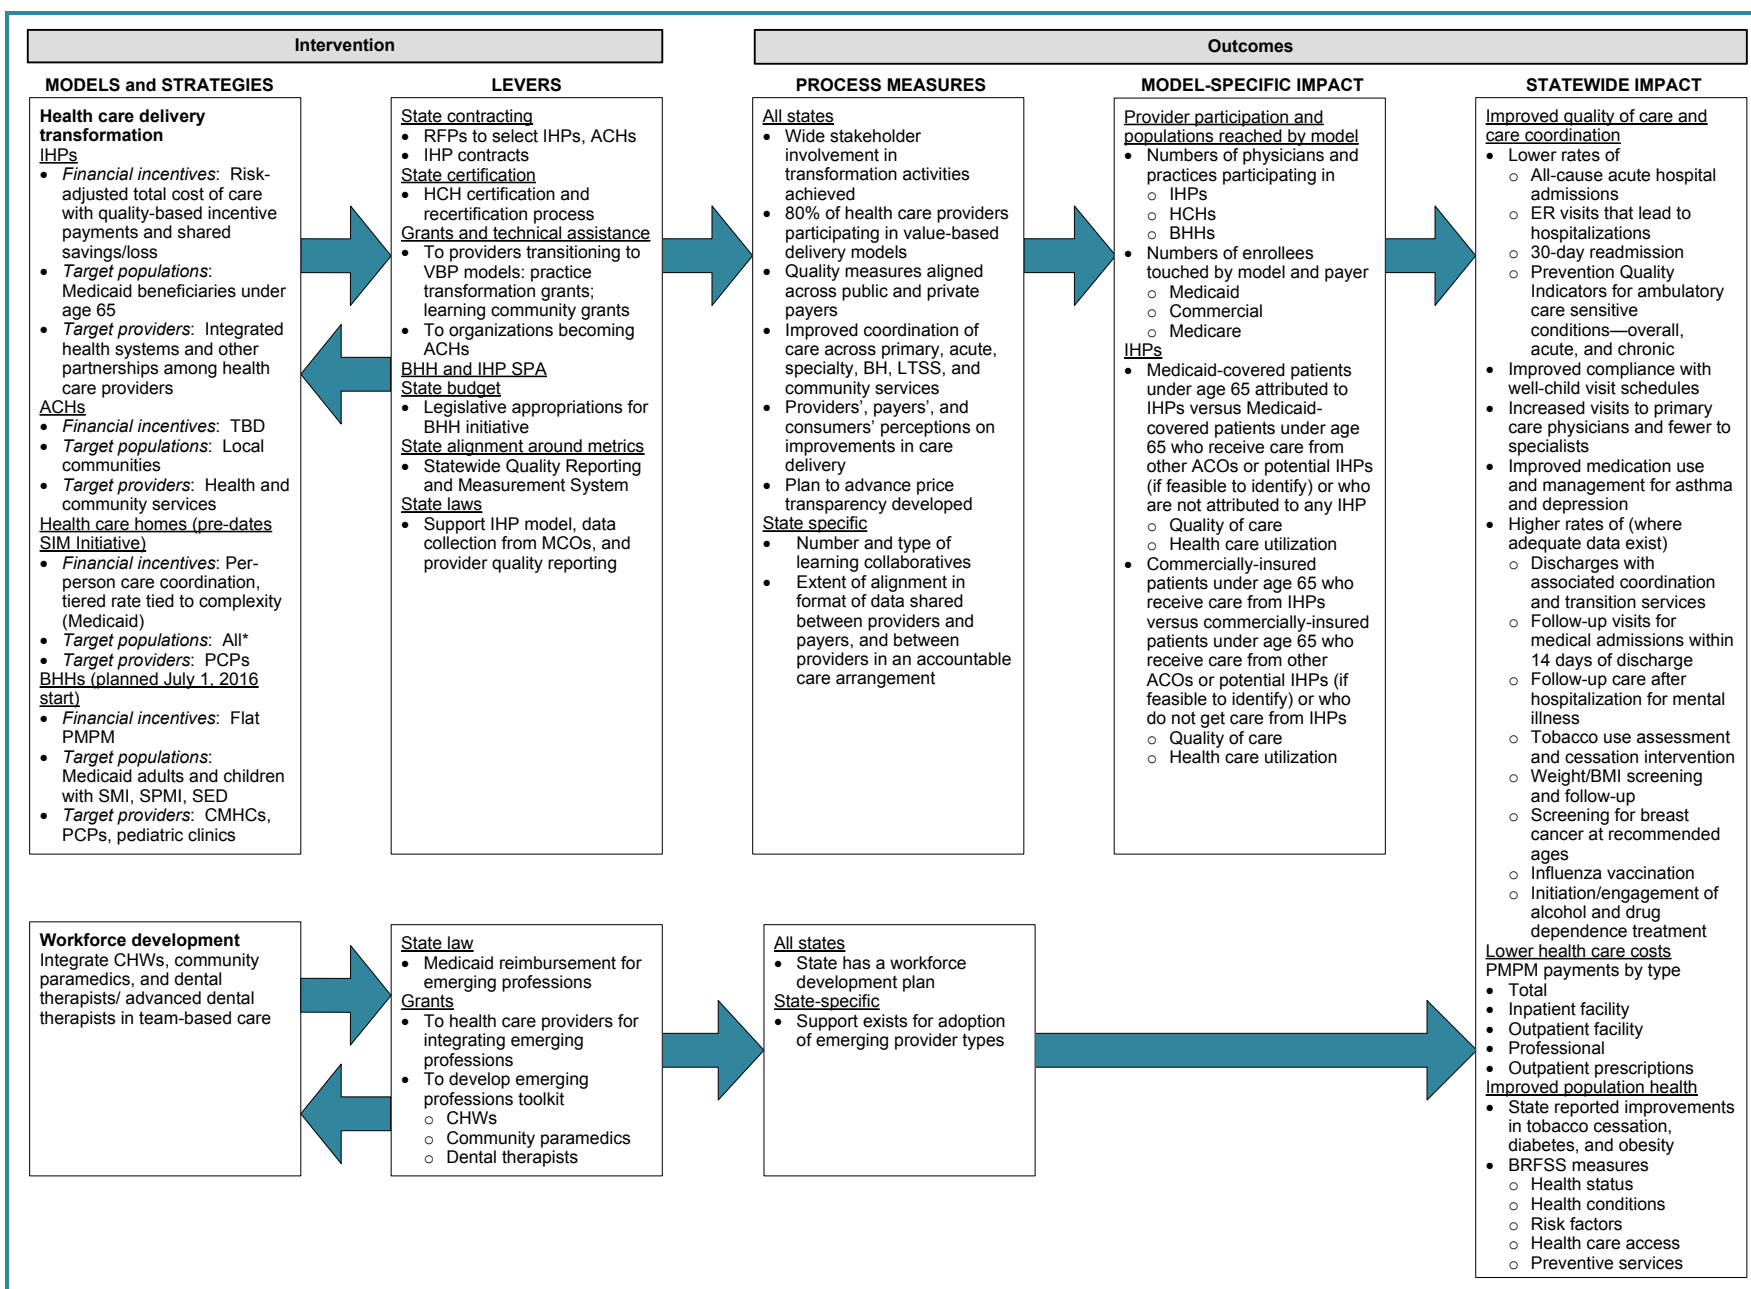 Intervention
Outcomes
MODELS and STRATEGIES
LEVERS
PROCESS MEASURES
MODEL-SPECIFIC IMPACT
STATEWIDE IMPACT
Health care delivery
transformation
IHPs
• Financial incentives: Risk-
adjusted total cost of care
with quality-based incentive
payments and shared
savings/loss
• Target populations:
Medicaid beneficiaries under
age 65
• Target providers: Integrated
health systems and other
partnerships among health
care providers
ACHs
• Financial incentives: TBD
• Target populations: Local
communities
• Target providers: Health and
community services
Health care homes (pre-dates
SIM Initiative)
• Financial incentives: Per-
person care coordination,
tiered rate tied to complexity
(Medicaid)
• Target populations: All*
• Target providers: PCPs
BHHs (planned July 1, 2016
start)
• Financial incentives: Flat
PMPM
• Target populations:
Medicaid adults and children
with SMI, SPMI, SED
• Target providers: CMHCs,
PCPs, pediatric clinics
State contracting
• RFPs to select IHPs, ACHs
• IHP contracts
State certification
• HCH certification and
recertification process
Grants and technical assistance
• To providers transitioning to
VBP models: practice
transformation grants;
learning community grants
• To organizations becoming
ACHs
BHH and IHP SPA
State budget
• Legislative appropriations for
BHH initiative
State alignment around metrics
• Statewide Quality Reporting
and Measurement System
State laws
• Support IHP model, data
collection from MCOs, and
provider quality reporting
All states
• Wide stakeholder
involvement in
transformation activities
achieved
• 80% of health care providers
participating in value-based
delivery models
• Quality measures aligned
across public and private
payers
• Improved coordination of
care across primary, acute,
specialty, BH, LTSS, and
community services
• Providers’, payers’, and
consumers’ perceptions on
improvements in care
delivery
• Plan to advance price
transparency developed
State specific
• Number and type of
learning collaboratives
• Extent of alignment in
format of data shared
between providers and
payers, and between
providers in an accountable
care arrangement
Provider participation and
populations reached by model
• Numbers of physicians and
practices participating in
○ IHPs
○ HCHs
○ BHHs
• Numbers of enrollees
touched by model and payer
○ Medicaid
○ Commercial
○ Medicare
IHPs
• Medicaid-covered patients
under age 65 attributed to
IHPs versus Medicaid-
covered patients under age
65 who receive care from
other ACOs or potential IHPs
(if feasible to identify) or who
are not attributed to any IHP
○ Quality of care
○ Health care utilization
• Commercially-insured
patients under age 65 who
receive care from IHPs
versus commercially-insured
patients under age 65 who
receive care from other
ACOs or potential IHPs (if
feasible to identify) or who
do not get care from IHPs
○ Quality of care
○ Health care utilization
Improved quality of care and
care coordination
• Lower rates of
○ All-cause acute hospital
admissions
○ ER visits that lead to
hospitalizations
○ 30-day readmission
○ Prevention Quality
Indicators for ambulatory
care sensitive
conditions—overall,
acute, and chronic
• Improved compliance with
well-child visit schedules
• Increased visits to primary
care physicians and fewer to
specialists
• Improved medication use
and management for asthma
and depression
• Higher rates of (where
adequate data exist)
○ Discharges with
associated coordination
and transition services
○ Follow-up visits for
medical admissions within
14 days of discharge
○ Follow-up care after
hospitalization for mental
illness
○ Tobacco use assessment
and cessation intervention
○ Weight/BMI screening
and follow-up
○ Screening for breast
cancer at recommended
ages
○ Influenza vaccination
○ Initiation/engagement of
alcohol and drug
dependence treatment
Lower health care costs
PMPM payments by type
• Total
• Inpatient facility
• Outpatient facility
• Professional
• Outpatient prescriptions
Improved population health
• State reported improvements
in tobacco cessation,
diabetes, and obesity
• BRFSS measures
○ Health status
○ Health conditions
○ Risk factors
○ Health care access
○ Preventive services
Workforce development
Integrate CHWs, community
paramedics, and dental
therapists/ advanced dental
therapists in team-based care
State law
• Medicaid reimbursement for
emerging professions
Grants
• To health care providers for
integrating emerging
professions
• To develop emerging
professions toolkit
○ CHWs
○ Community paramedics
○ Dental therapists
All states
• State has a workforce
development plan
State-specific
• Support exists for adoption
of emerging provider types